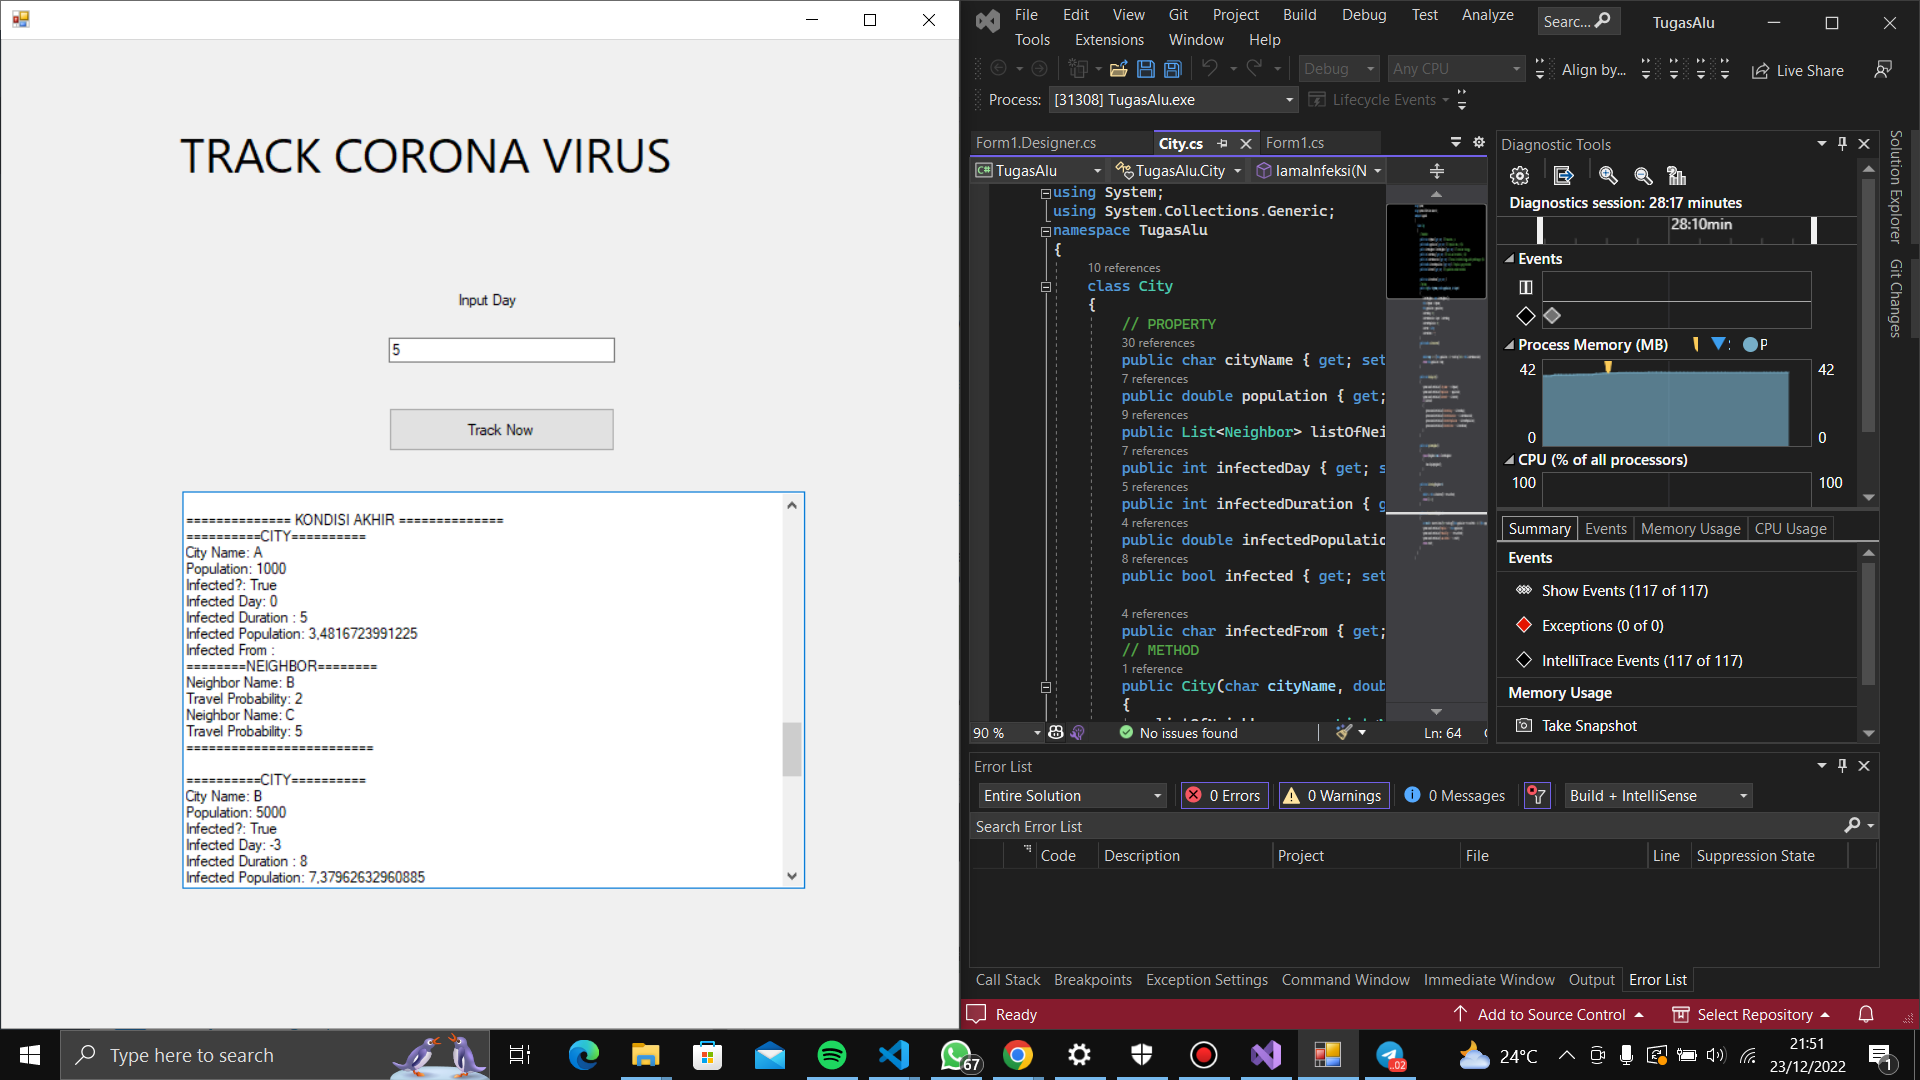 TRACK CORONA VIRUS
Input Day
5
Track Now
============== KONDISI AKHIR ==============
==========CITY==========
City Name: A
Population: 1000
Infected?: True
Infected Day: 0
Infected Duration : 5
Infected Population: 3,4816723991225
Infected From :
========NEIGHBOR========
Neighbor Name: B
Travel Probability: 2
Neighbor Name: C
Travel Probability: 5
=========================
==========CITY==========
City Name: B
Population: 5000
Infected?: True
Infected Day: -3
Infected Duration : 8
Infected Population: 7,37962632960885
File Edit View Git Project Build Debug Test Analyze Searc... TugasAlu
Tools Extensions Window Help
Debug Any CPU Align by... Live Share
Process: [31308] TugasAlu.exe Lifecycle Events
Form1.Designer.cs City.cs Form1.cs
TugasAlu TugasAlu.City lamaInfeksi(N
using System;
using System.Collections.Generic;
namespace TugasAlu
{
10 references
class City
{
// PROPERTY
30 references
public char cityName { get; set
7 references
public double population { get;
9 references
public List<Neighbor> listOfNei
7 references
public int infectedDay { get; s
5 references
public int infectedDuration { g
4 references
public double infectedPopulatio
8 references
public bool infected { get; set
4 references
public char infectedFrom { get;
// METHOD
1 reference
public City(char cityName, doub
{
90 % No issues found Ln: 64
Diagnostic Tools
Diagnostics session: 28:17 minutes
28:10min
Events
Process Memory (MB) P
42 42
0 0
CPU (% of all processors)
100 100
Summary Events Memory Usage CPU Usage
Events
Show Events (117 of 117)
Exceptions (0 of 0)
IntelliTrace Events (117 of 117)
Memory Usage
Take Snapshot
Solution Explorer
Git Changes
Error List
Entire Solution 0 Errors 0 Warnings 0 Messages Build + IntelliSense
Search Error List
Code Description Project File Line Suppression State
Call Stack Breakpoints Exception Settings Command Window Immediate Window Output Error List
Ready Add to Source Control Select Repository
Type here to search 67 ..02 24°C 21:51
23/12/2022 1